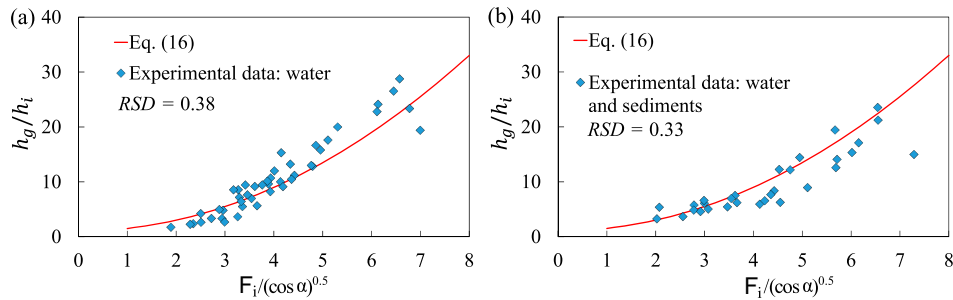 (a)
40
30
20
10
0
h_g/h_i
Eq. (16)
Experimental data: water
RSD = 0.38
0 1 2 3 4 5 6 7 8
F_i/(cos α)^0.5
(b)
40
30
20
10
0
h_g/h_i
Eq. (16)
Experimental data: water
and sediments
RSD = 0.33
0 1 2 3 4 5 6 7 8
F_i/(cos α)^0.5